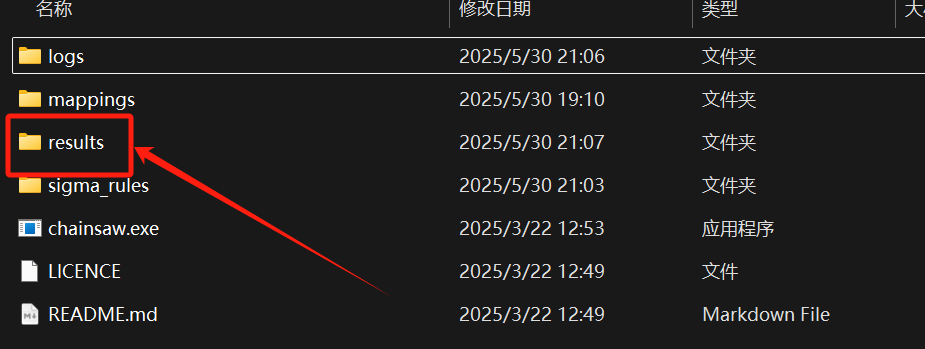 名称 修改日期 类型
logs 2025/5/30 21:06 文件夹
mappings 2025/5/30 19:10 文件夹
results 2025/5/30 21:07 文件夹
sigma_rules 2025/5/30 21:03 文件夹
chainsaw.exe 2025/3/22 12:53 应用程序
LICENCE 2025/3/22 12:49 文件
README.md 2025/3/22 12:49 Markdown File